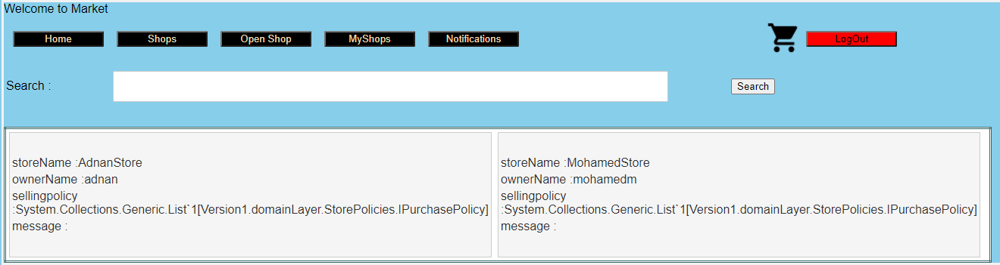 Welcome to Market
Home Shops Open Shop MyShops Notifications LogOut
Search : Search
storeName :AdnanStore
ownerName :adnan
sellingpolicy
:System.Collections.Generic.List`1[Version1.domainLayer.StorePolicies.IPurchasePolicy]
message :
storeName :MohamedStore
ownerName :mohamedm
sellingpolicy
:System.Collections.Generic.List`1[Version1.domainLayer.StorePolicies.IPurchasePolicy]
message :